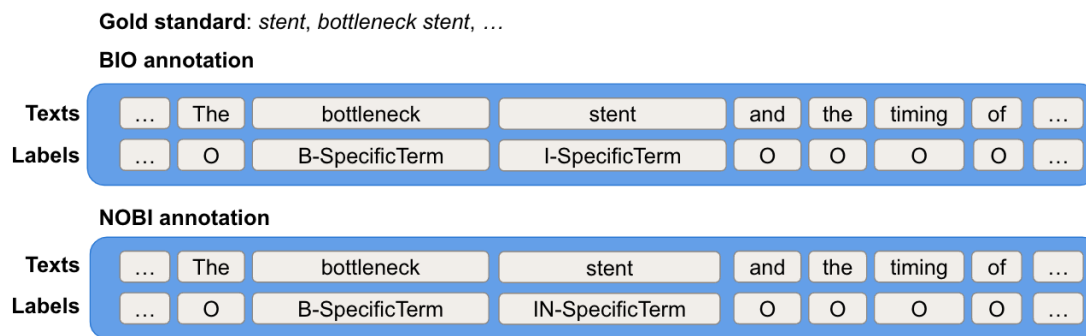 Gold standard: stent, bottleneck stent, …
BIO annotation
Texts … The bottleneck stent and the timing of …
Labels … O B-SpecificTerm I-SpecificTerm O O O O …
NOBI annotation
Texts … The bottleneck stent and the timing of …
Labels … O B-SpecificTerm IN-SpecificTerm O O O O …